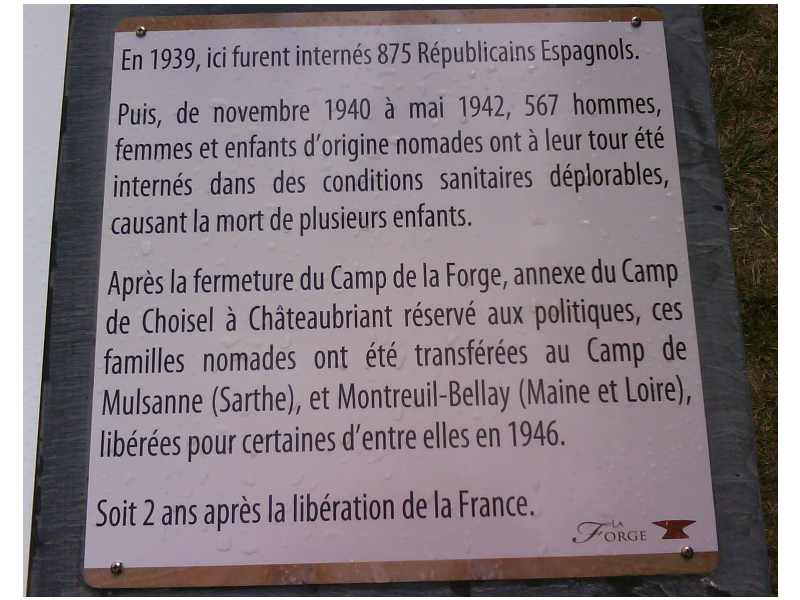 En 1939, ici furent internés 875 Républicains Espagnols.
Puis, de novembre 1940 à mai 1942, 567 hommes,
femmes et enfants d'origine nomades ont à leur tour été
internés dans des conditions sanitaires déplorables,
causant la mort de plusieurs enfants.
Après la fermeture du Camp de la Forge, annexe du Camp
de Choisel à Châteaubriant réservé aux politiques, ces
familles nomades ont été transférées au Camp de
Mulsanne (Sarthe), et Montreuil-Bellay (Maine et Loire),
libérées pour certaines d'entre elles en 1946.
Soit 2 ans après la libération de la France.
LA
FORGE